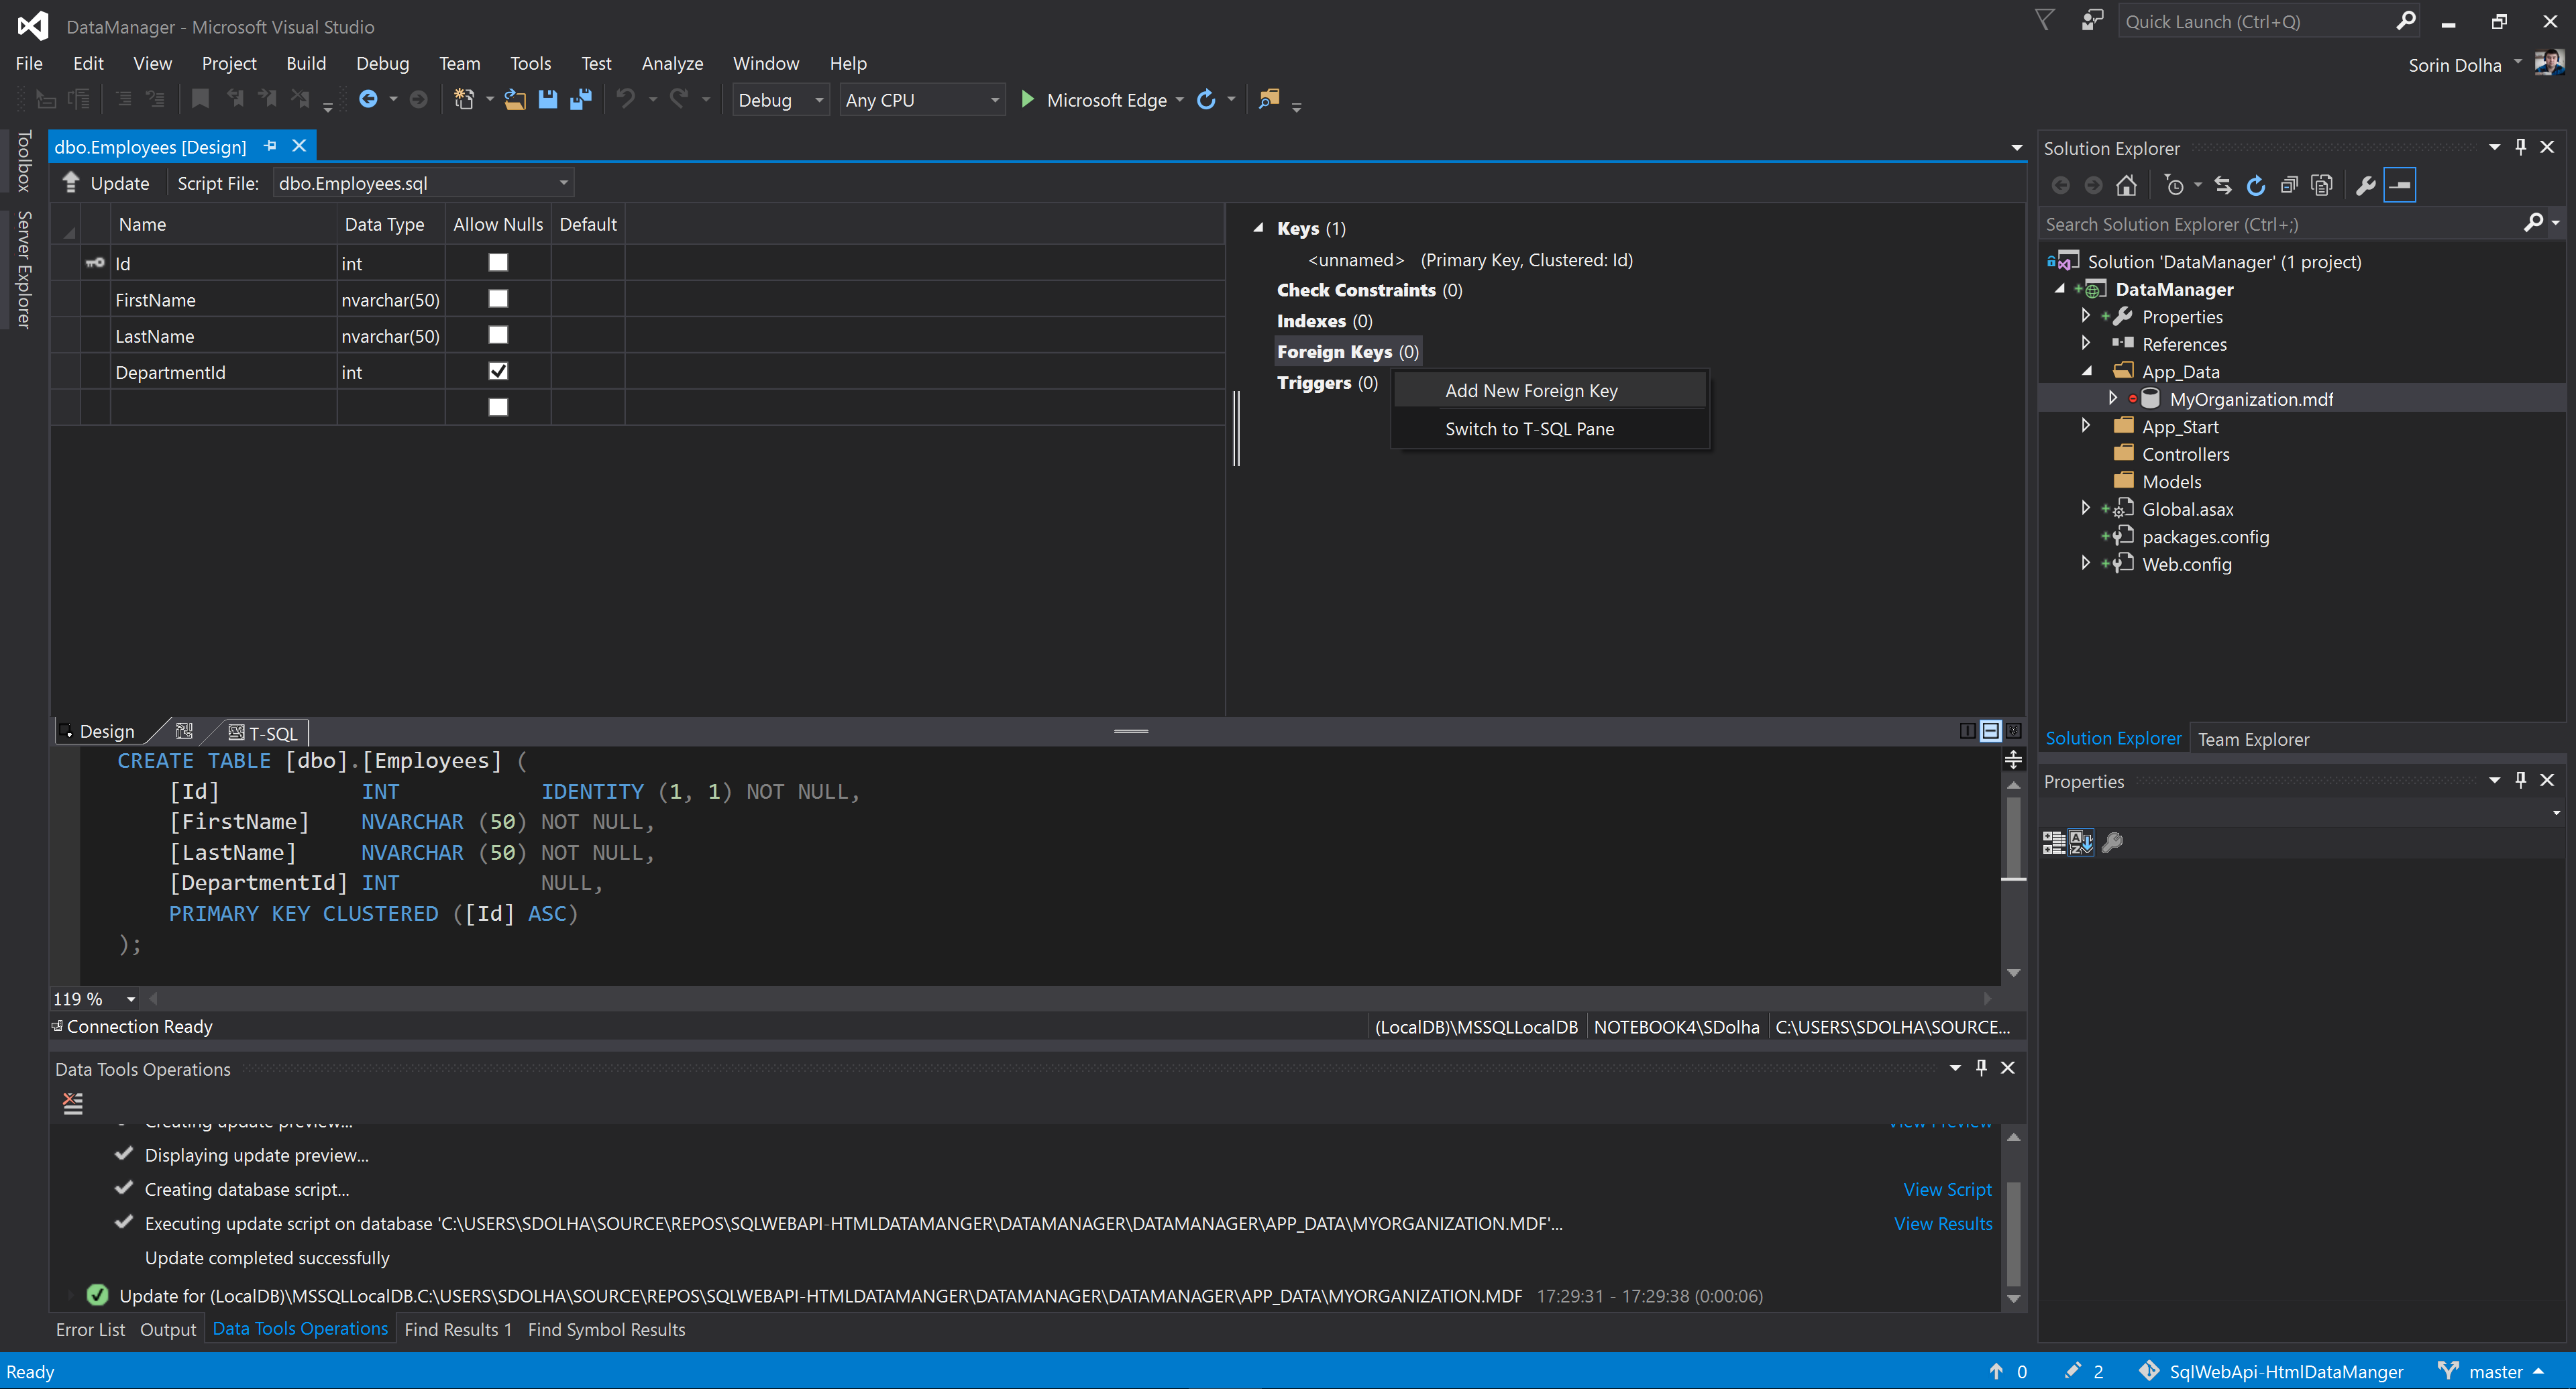 DataManager - Microsoft Visual Studio
Quick Launch (Ctrl+Q)
File Edit View Project Build Debug Team Tools Test Analyze Window Help
Sorin Dolha
Debug Any CPU Microsoft Edge
Toolbox
Server Explorer
dbo.Employees [Design]
Update Script File: dbo.Employees.sql
Name Data Type Allow Nulls Default
Id int
FirstName nvarchar(50)
LastName nvarchar(50)
DepartmentId int
Keys (1)
<unnamed> (Primary Key, Clustered: Id)
Check Constraints (0)
Indexes (0)
Foreign Keys (0)
Triggers (0)
Add New Foreign Key
Switch to T-SQL Pane
Design T-SQL
CREATE TABLE [dbo].[Employees] (
[Id] INT IDENTITY (1, 1) NOT NULL,
[FirstName] NVARCHAR (50) NOT NULL,
[LastName] NVARCHAR (50) NOT NULL,
[DepartmentId] INT NULL,
PRIMARY KEY CLUSTERED ([Id] ASC)
);
119 %
Connection Ready
(LocalDB)\MSSQLLocalDB NOTEBOOK4\SDolha C:\USERS\SDOLHA\SOURCE...
Data Tools Operations
Creating update preview... View Preview
Displaying update preview...
Creating database script... View Script
Executing update script on database 'C:\USERS\SDOLHA\SOURCE\REPOS\SQLWEBAPI-HTMLDATAMANGER\DATAMANAGER\DATAMANAGER\APP_DATA\MYORGANIZATION.MDF'... View Results
Update completed successfully
Update for (LocalDB)\MSSQLLocalDB.C:\USERS\SDOLHA\SOURCE\REPOS\SQLWEBAPI-HTMLDATAMANGER\DATAMANAGER\DATAMANAGER\APP_DATA\MYORGANIZATION.MDF 17:29:31 - 17:29:38 (0:00:06)
Error List Output Data Tools Operations Find Results 1 Find Symbol Results
Solution Explorer
Search Solution Explorer (Ctrl+;)
Solution 'DataManager' (1 project)
DataManager
Properties
References
App_Data
MyOrganization.mdf
App_Start
Controllers
Models
Global.asax
packages.config
Web.config
Solution Explorer Team Explorer
Properties
Ready
0 2 SqlWebApi-HtmlDataManger master